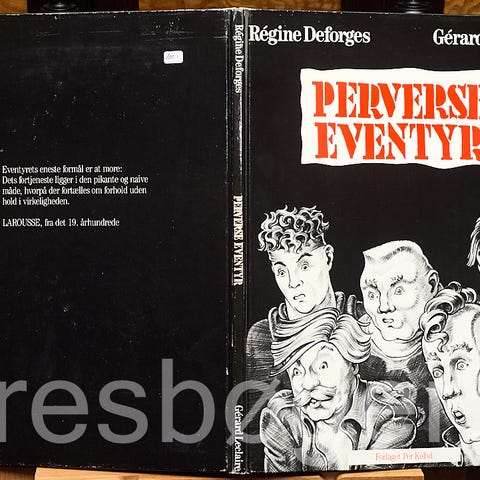 Régine Deforges
Gérard
PERVERSE
EVENTYR
Forlaget Per Kofod
Régine Deforges
PERVERSE EVENTYR
Gérard Leclaire
Eventyrets eneste formål er at more:
Dets fortjeneste ligger i den pikante og naive
måde, hvorpå der fortælles om forhold uden
hold i virkeligheden.
LAROUSSE, fra det 19. århundrede